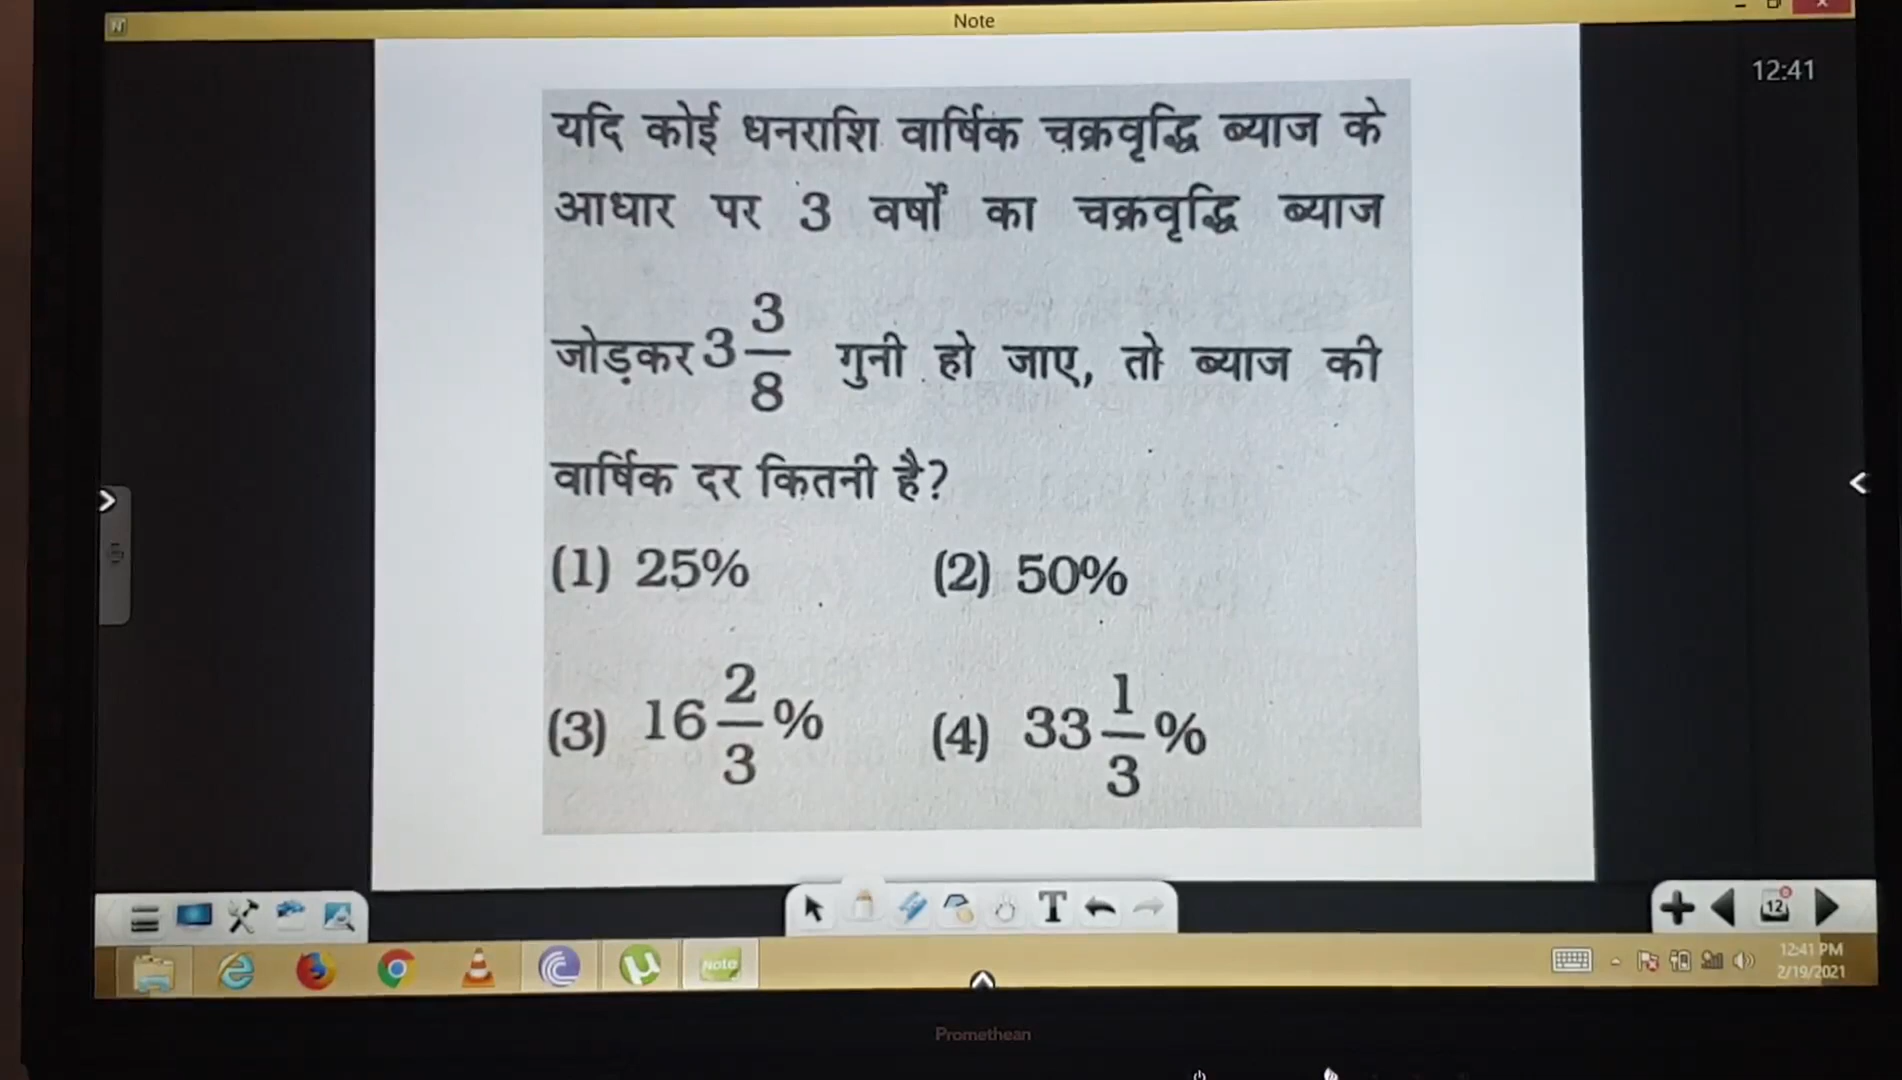 Note
12:41
यदि कोई धनराशि वार्षिक चक्रवृद्धि ब्याज के
आधार पर 3 वर्षों का चक्रवृद्धि ब्याज
जोड़कर 3 3/8 गुनी हो जाए, तो ब्याज की
वार्षिक दर कितनी है?
(1) 25% (2) 50%
(3) 16 2/3 % (4) 33 1/3 %
T
12
Note
12:41 PM
2/19/2021
Promethean